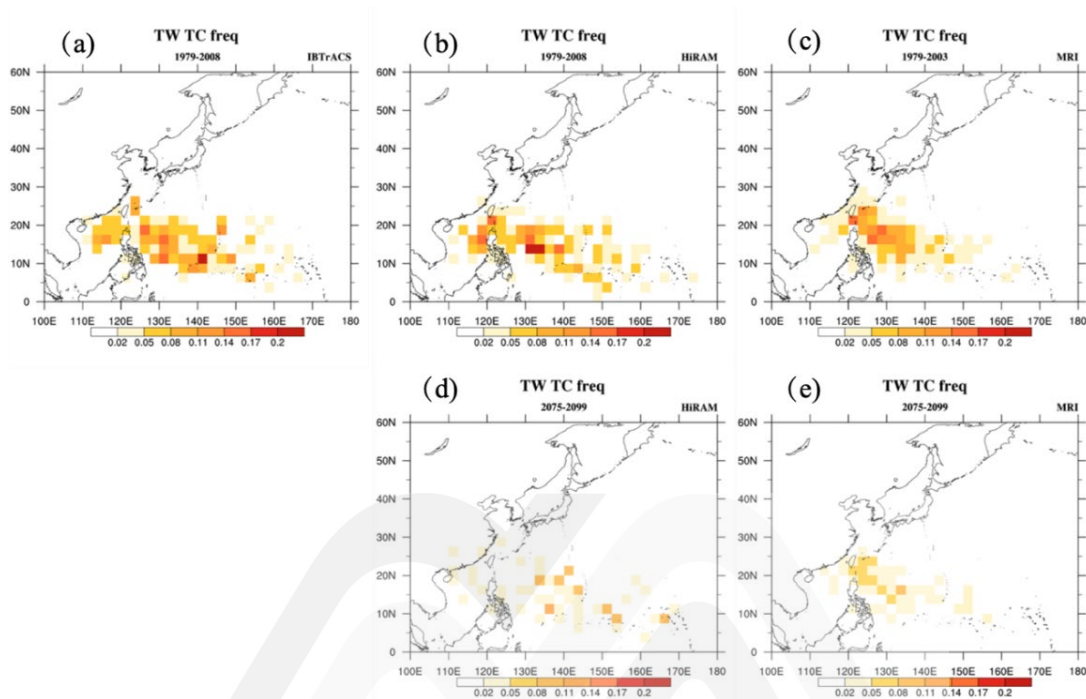 (a)
TW TC freq
1979-2008 IBTrACS
60N
50N
40N
30N
20N
10N
0
100E 110E 120E 130E 140E 150E 160E 170E 180
0.02 0.05 0.08 0.11 0.14 0.17 0.2
(b)
TW TC freq
1979-2008 HiRAM
60N
50N
40N
30N
20N
10N
0
100E 110E 120E 130E 140E 150E 160E 170E 180
0.02 0.05 0.08 0.11 0.14 0.17 0.2
(c)
TW TC freq
1979-2003 MRI
60N
50N
40N
30N
20N
10N
0
100E 110E 120E 130E 140E 150E 160E 170E 180
0.02 0.05 0.08 0.11 0.14 0.17 0.2
(d)
TW TC freq
2075-2099 HiRAM
60N
50N
40N
30N
20N
10N
0
100E 110E 120E 130E 140E 150E 160E 170E 180
0.02 0.05 0.08 0.11 0.14 0.17 0.2
(e)
TW TC freq
2075-2099 MRI
60N
50N
40N
30N
20N
10N
0
100E 110E 120E 130E 140E 150E 160E 170E 180
0.02 0.05 0.08 0.11 0.14 0.17 0.2